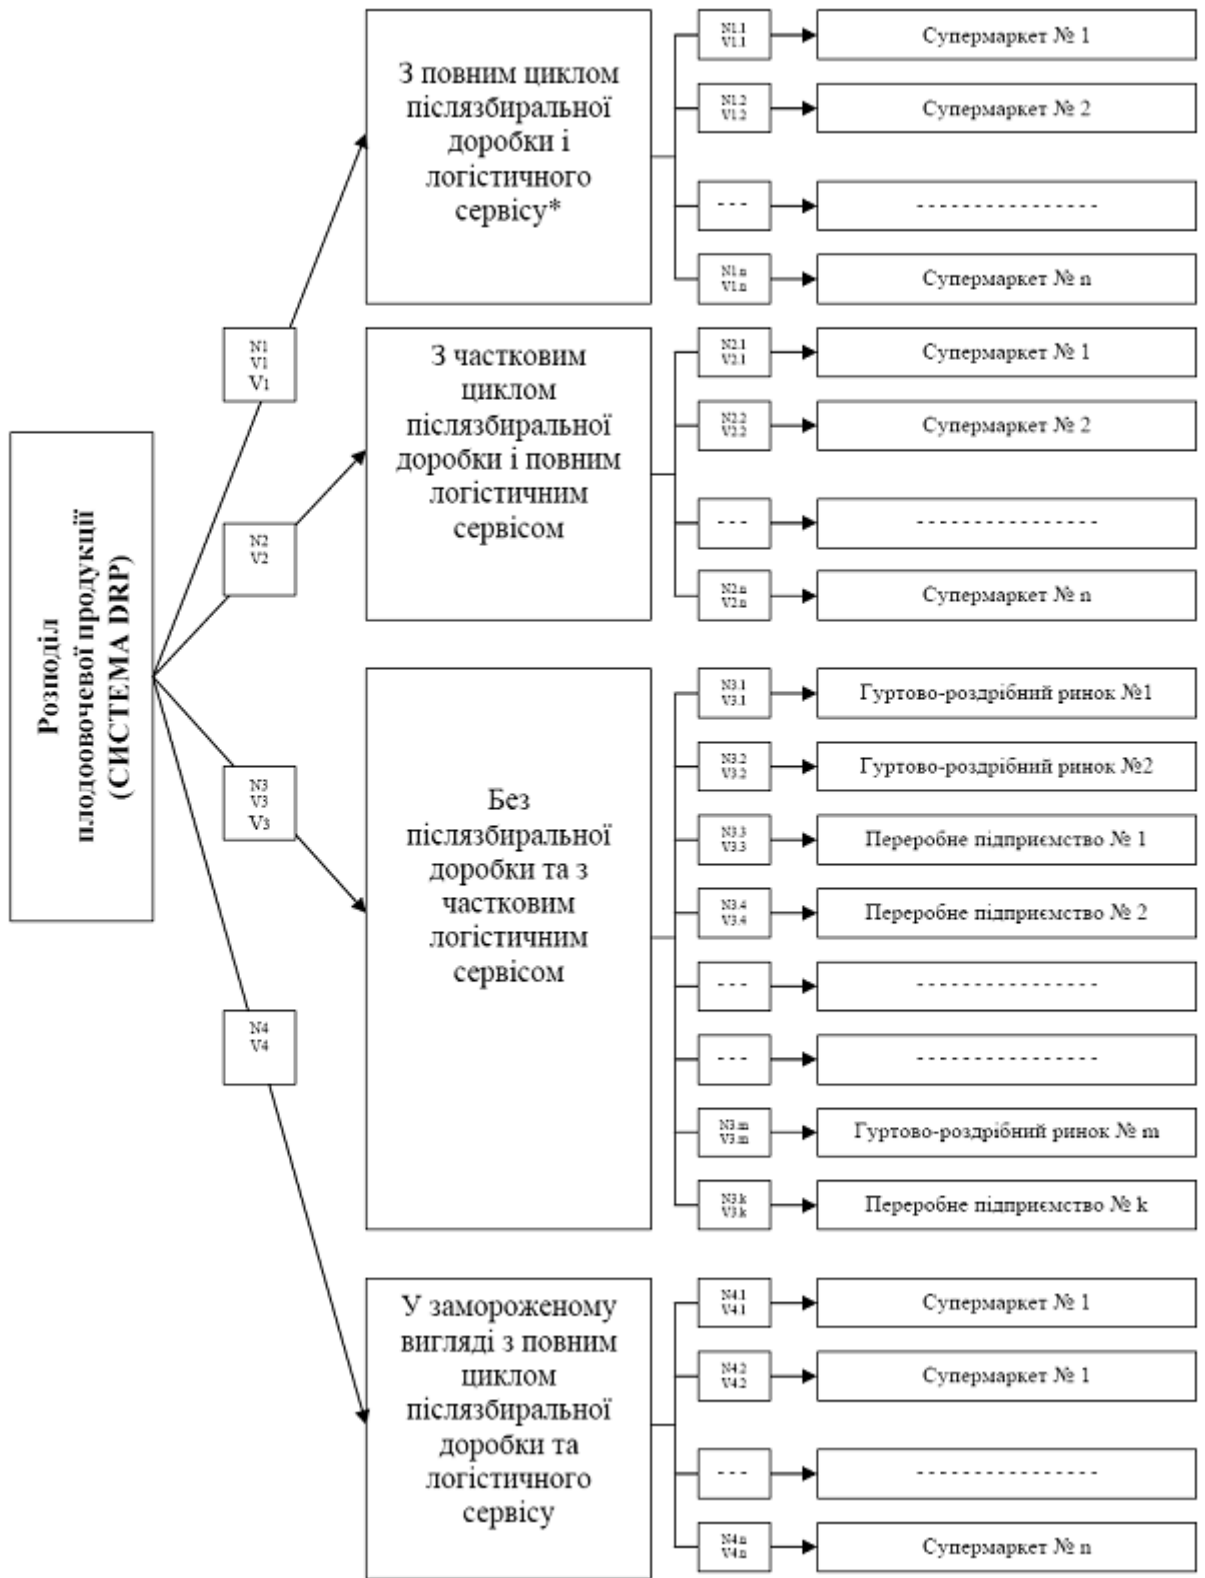 Розподіл
плодоовочевої продукції
(СИСТЕМА DRP)
N1
V1
V1
N2
V2
N3
V3
V3
N4
V4
З повним циклом
післязбиральної
доробки і
логістичного
сервісу*
N1.1
V1.1
Супермаркет № 1
N1.2
V1.2
Супермаркет № 2
- - -
- - - - - - - - - - - - - - -
N1.n
V1.n
Супермаркет № n
З частковим
циклом
післязбиральної
доробки і повним
логістичним
сервісом
N2.1
V2.1
Супермаркет № 1
N2.2
V2.2
Супермаркет № 2
- - -
- - - - - - - - - - - - - - -
N2.n
V2.n
Супермаркет № n
Без
післязбиральної
доробки та з
частковим
логістичним
сервісом
N3.1
V3.1
Гуртово-роздрібний ринок №1
N3.2
V3.2
Гуртово-роздрібний ринок №2
N3.3
V3.3
Переробне підприємство № 1
N3.4
V3.4
Переробне підприємство № 2
- - -
- - - - - - - - - - - - - - -
- - -
- - - - - - - - - - - - - - -
N3.m
V3.m
Гуртово-роздрібний ринок № m
N3.k
V3.k
Переробне підприємство № k
У замороженому
вигляді з повним
циклом
післязбиральної
доробки та
логістичного
сервісу
N4.1
V4.1
Супермаркет № 1
N4.2
V4.2
Супермаркет № 1
- - -
- - - - - - - - - - - - - - -
N4.n
V4.n
Супермаркет № n